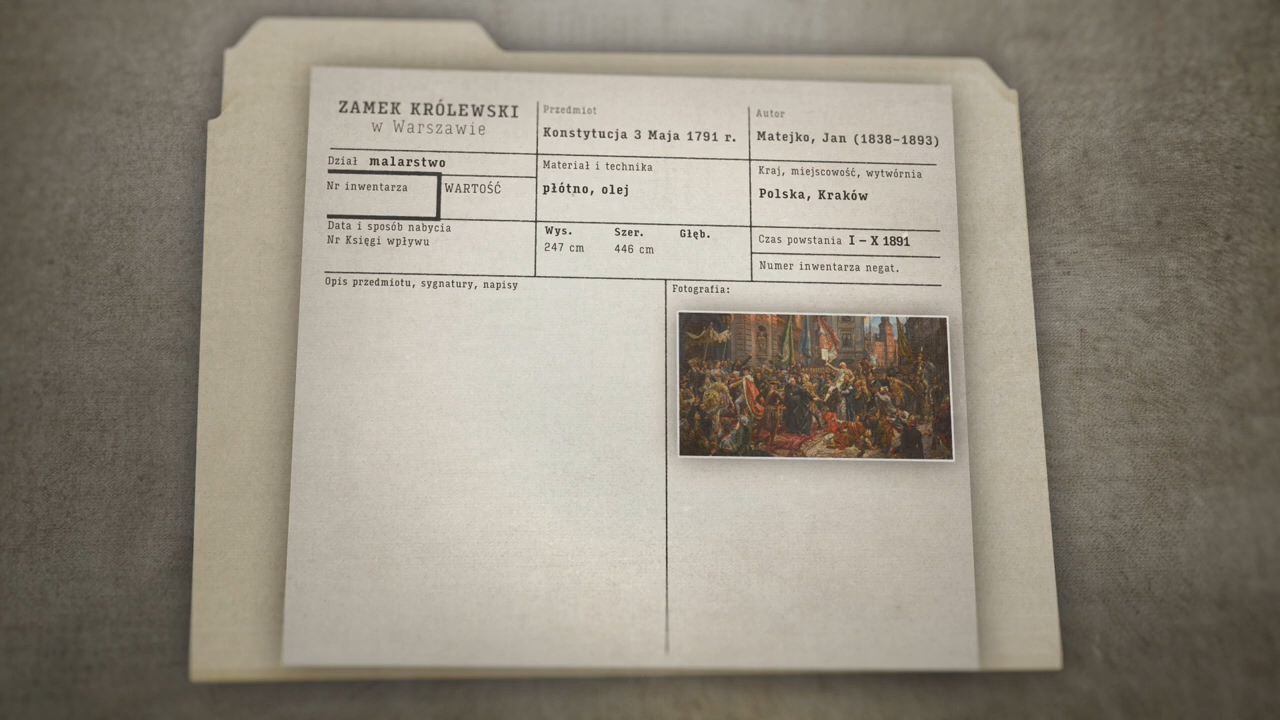 ZAMEK KRÓLEWSKI
w Warszawie
Przedmiot
Konstytucja 3 Maja 1791 r.
Autor
Matejko, Jan (1838-1893)
Dział malarstwo
Materiał i technika
płótno, olej
Kraj, miejscowość, wytwórnia
Polska, Kraków
Nr inwentarza
WARTOŚĆ
Data i sposób nabycia
Nr Księgi wpływu
Wys. Szer. Głęb.
247 cm 446 cm
Czas powstania I – X 1891
Numer inwentarza negat.
Opis przedmiotu, sygnatury, napisy
Fotografia: